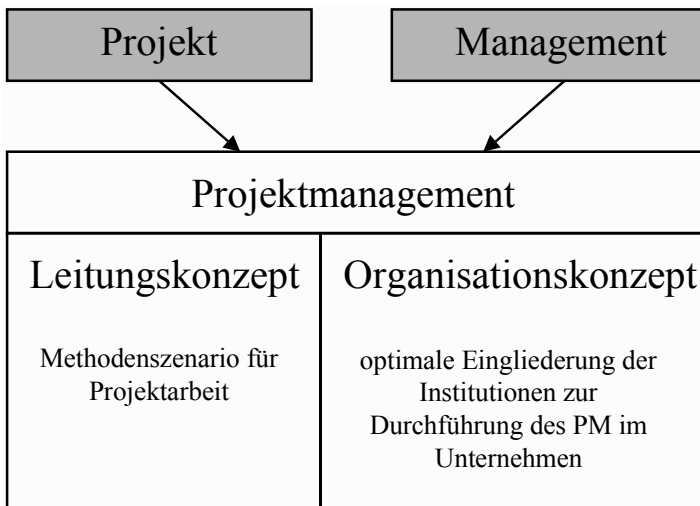 Projekt
Management
Projektmanagement
Leitungskonzept
Methodenszenario für
Projektarbeit
Organisationskonzept
optimale Eingliederung der
Institutionen zur
Durchführung des PM im
Unternehmen